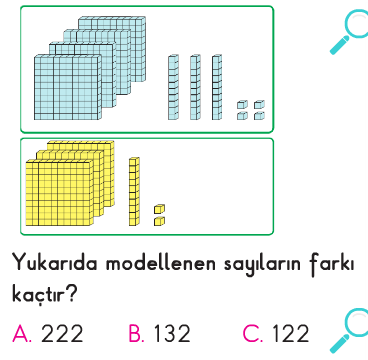 Yukarıda modellenen sayıların farkı
kaçtır?
A. 222 B. 132 C. 122